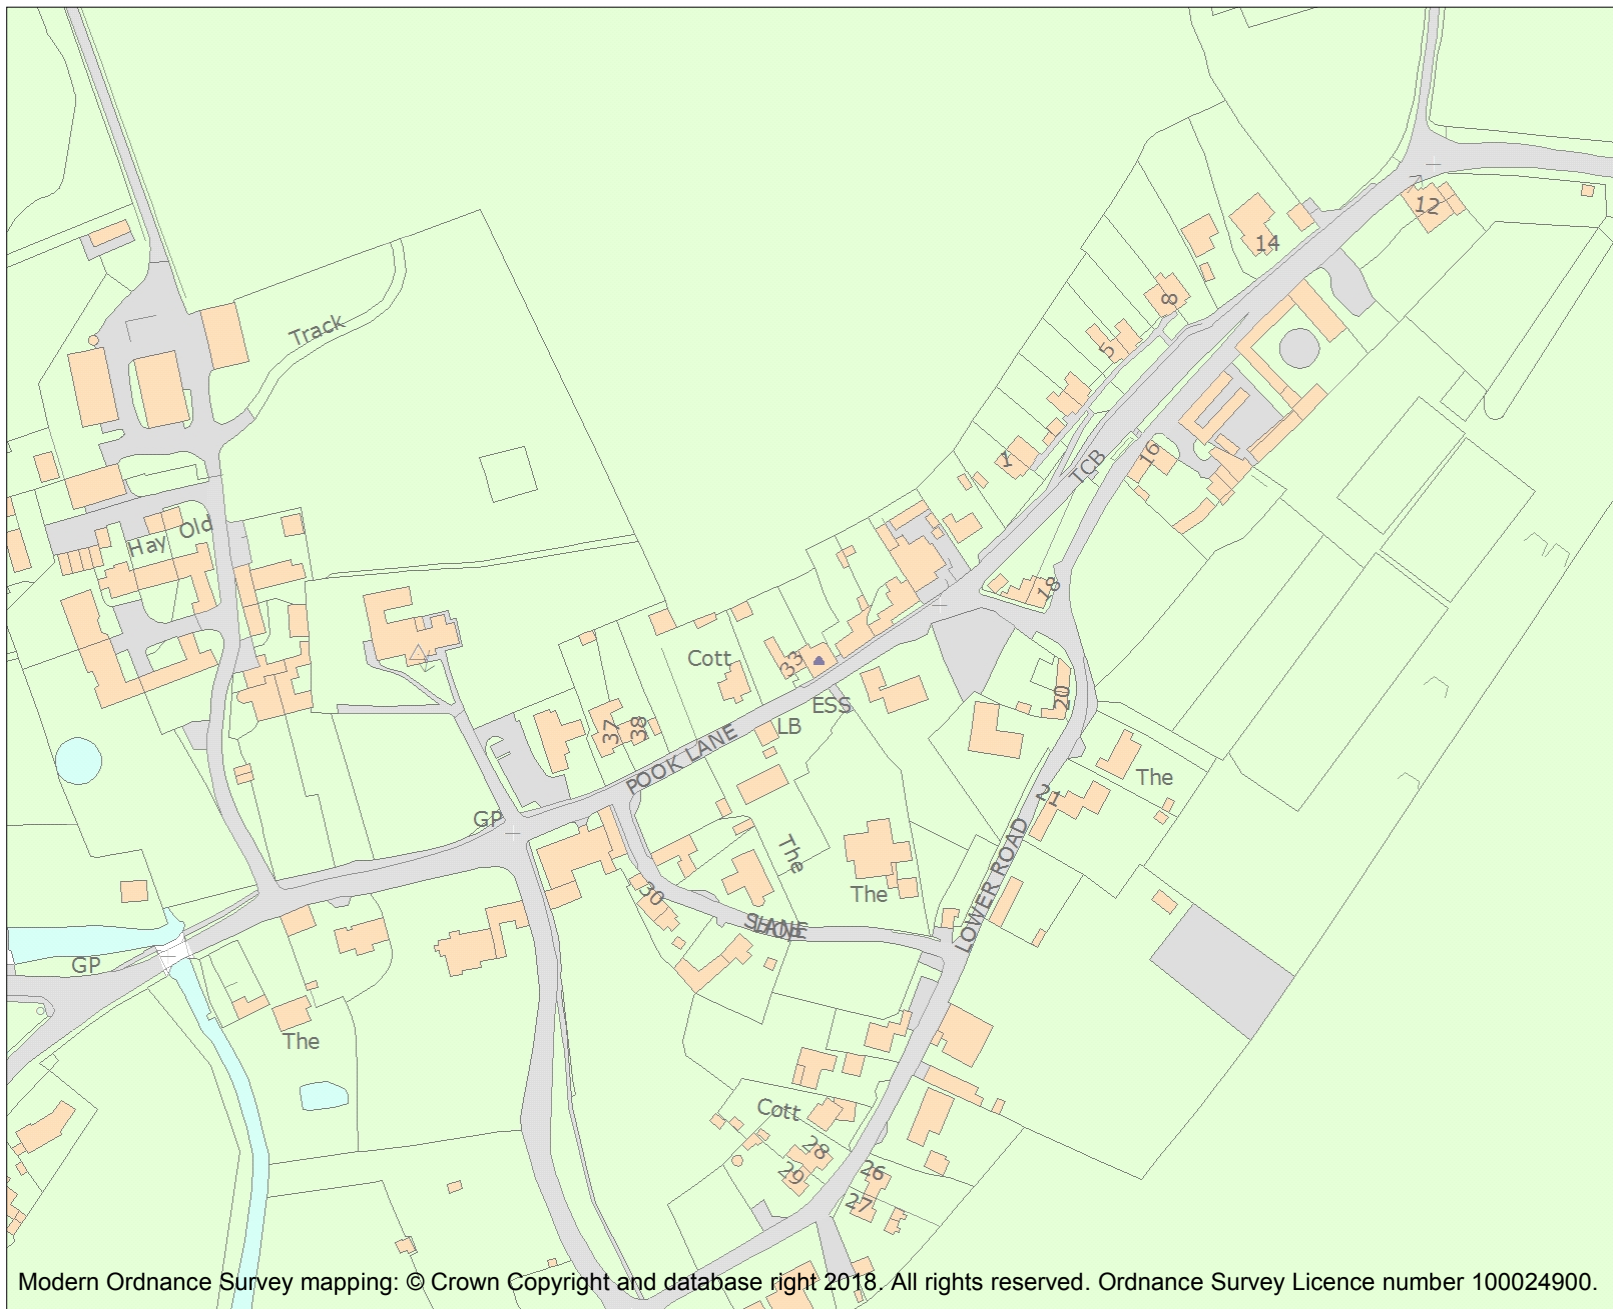 12
14
8
Track
5
Y
16
TCB
Old
Hay
18
Cott
33
20
ESS
37
38
LB
POOK LANE
The
21
GP
The
The
30
LANE
LOWER ROAD
GP
The
Cott
28
29
26
27
Modern Ordnance Survey mapping: © Crown Copyright and database right 2018. All rights reserved. Ordnance Survey Licence number 100024900.